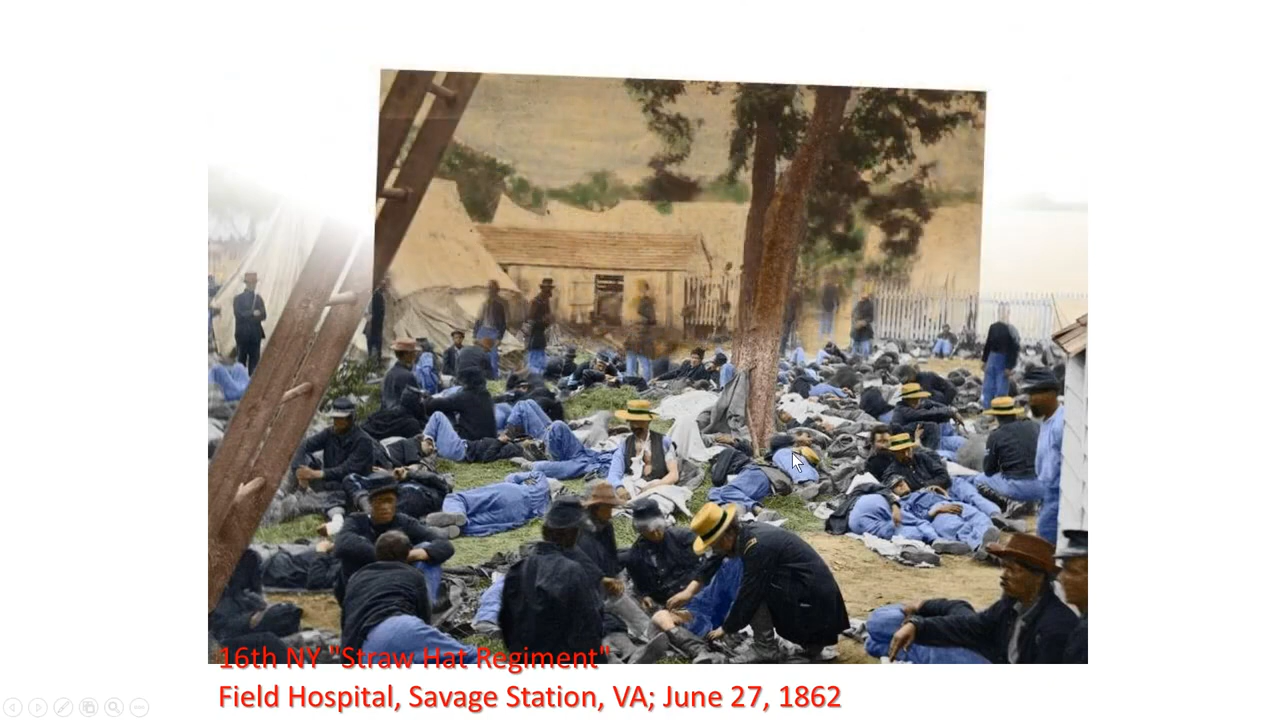 16th NY "Straw Hat Regiment"
Field Hospital, Savage Station, VA; June 27, 1862